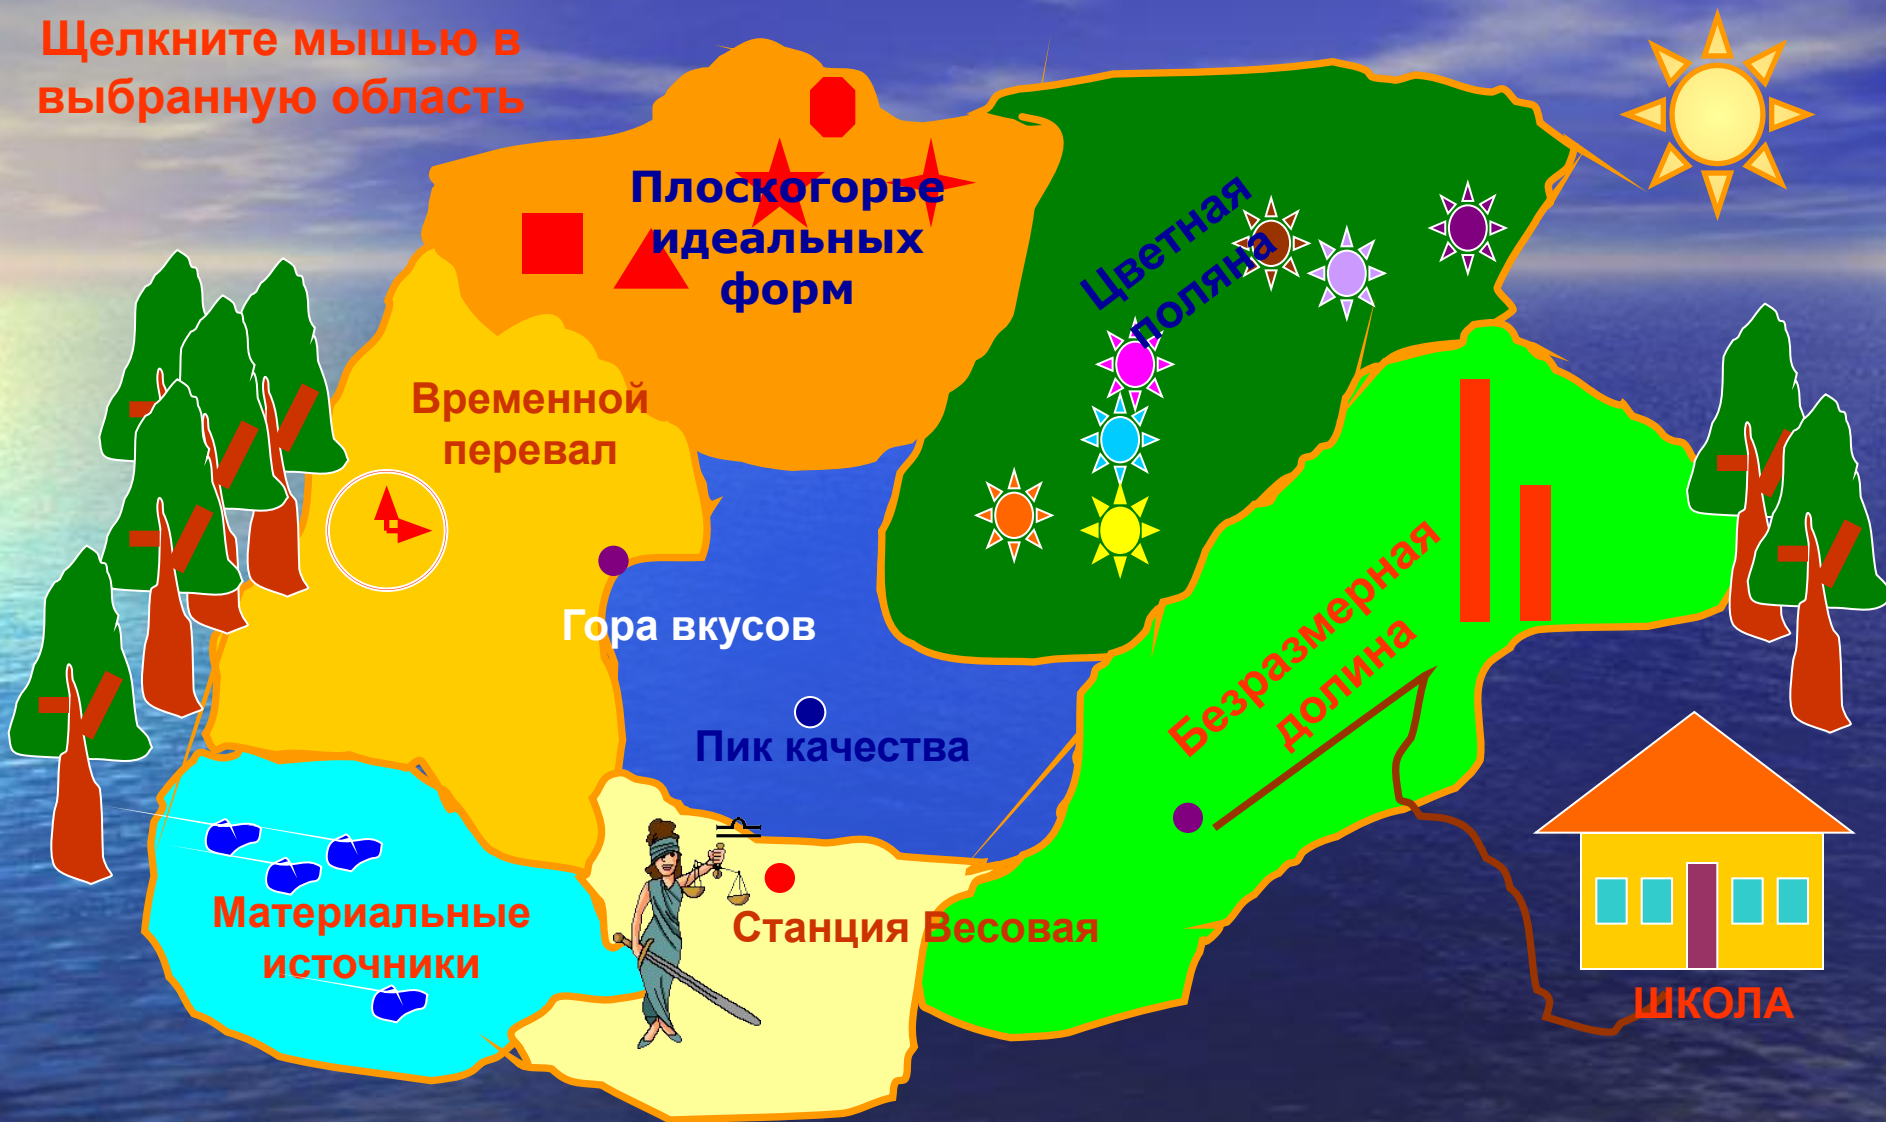 Щелкните мышью в
выбранную область
Плоскогорье
идеальных
форм
Цветная
поляна
Временной
перевал
Гора вкусов
Пик качества
Безразмерная
долина
Материальные
источники
Станция Весовая
ШКОЛА